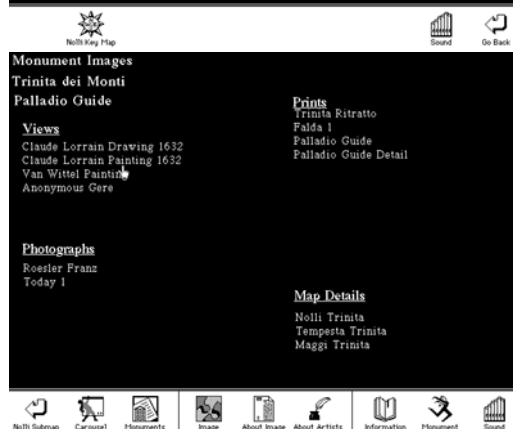 Nolli Key Map
Sound
Go Back
Monument Images
Trinita dei Monti
Palladio Guide
Views
Claude Lorrain Drawing 1632
Claude Lorrain Painting 1632
Van Wittel Painting
Anonymous Gere
Photographs
Roesler Franz
Today 1
Prints
Trinita Ritratto
Falda 1
Palladio Guide
Palladio Guide Detail
Map Details
Nolli Trinita
Tempesta Trinita
Maggi Trinita
Nolli Submap
Carousel
Monuments
Image
About Image
About Artists
Information
Monument
Sound